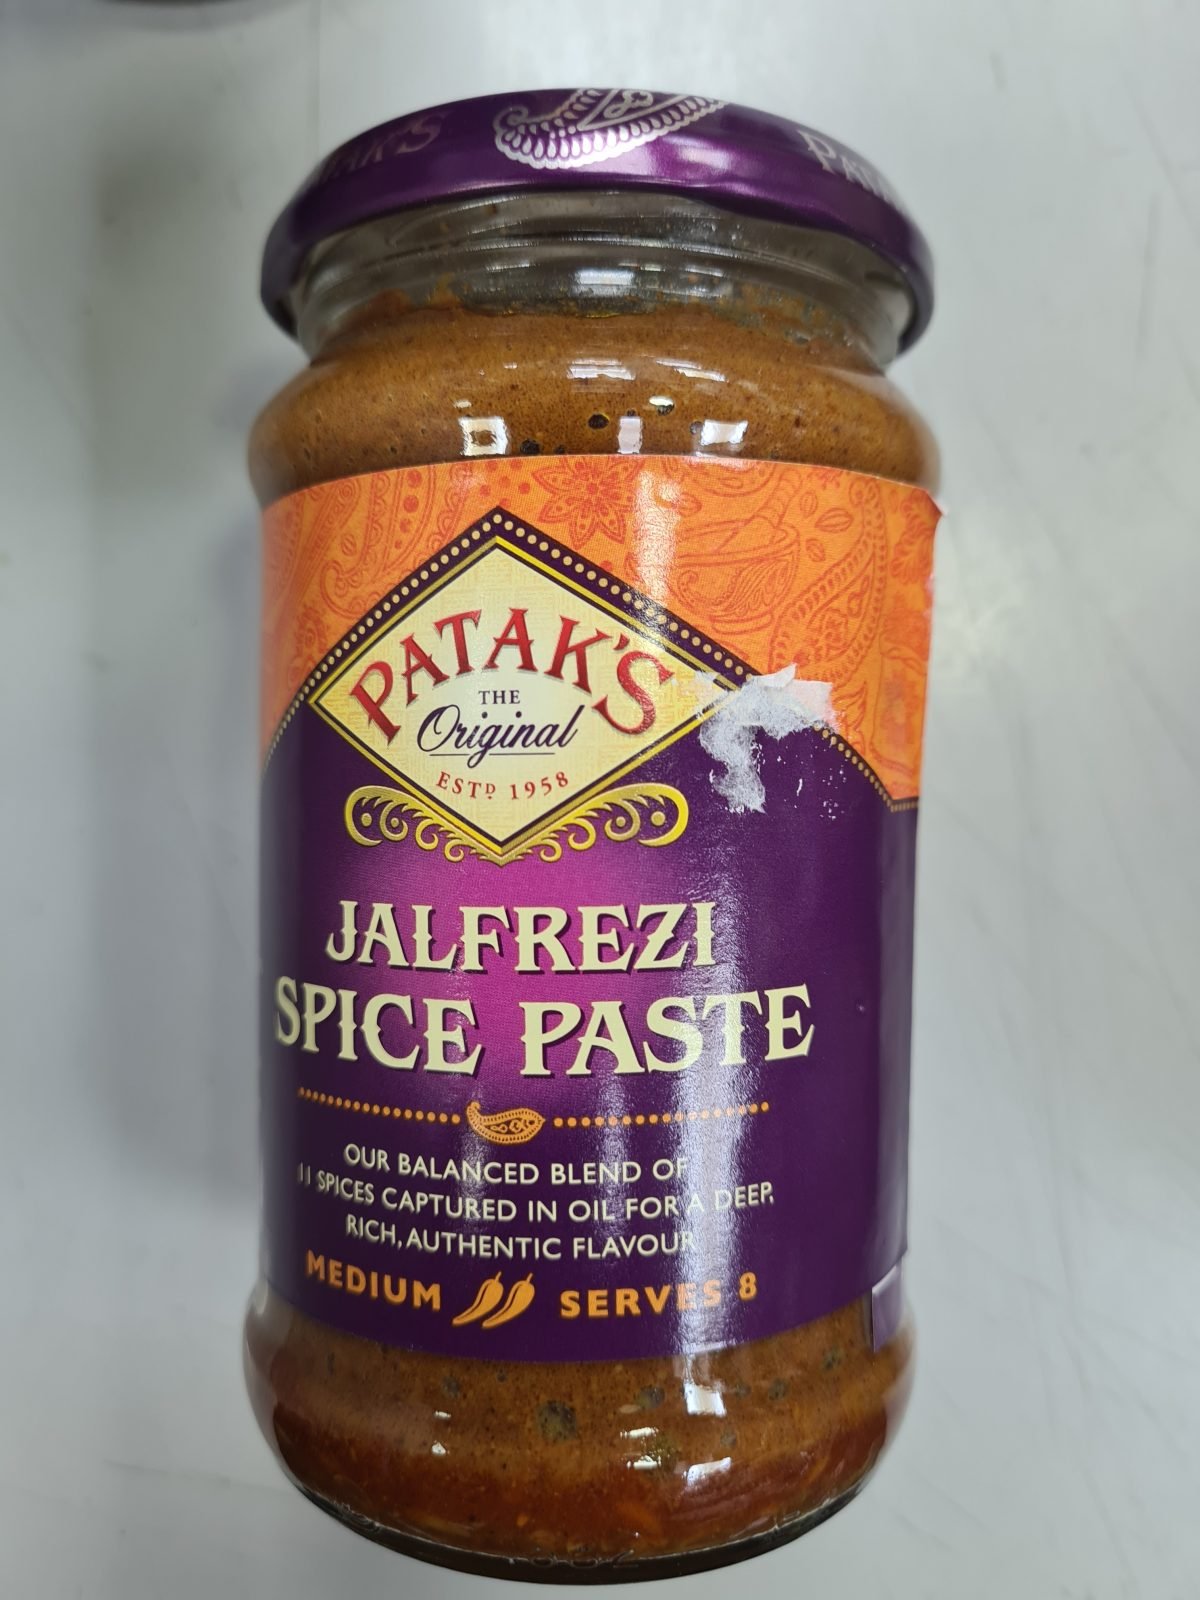 PATAK'S
THE
Original
ESTD 1958
JALFREZI
SPICE PASTE
OUR BALANCED BLEND OF
11 SPICES CAPTURED IN OIL FOR A DEEP,
RICH, AUTHENTIC FLAVOUR
MEDIUM SERVES 8